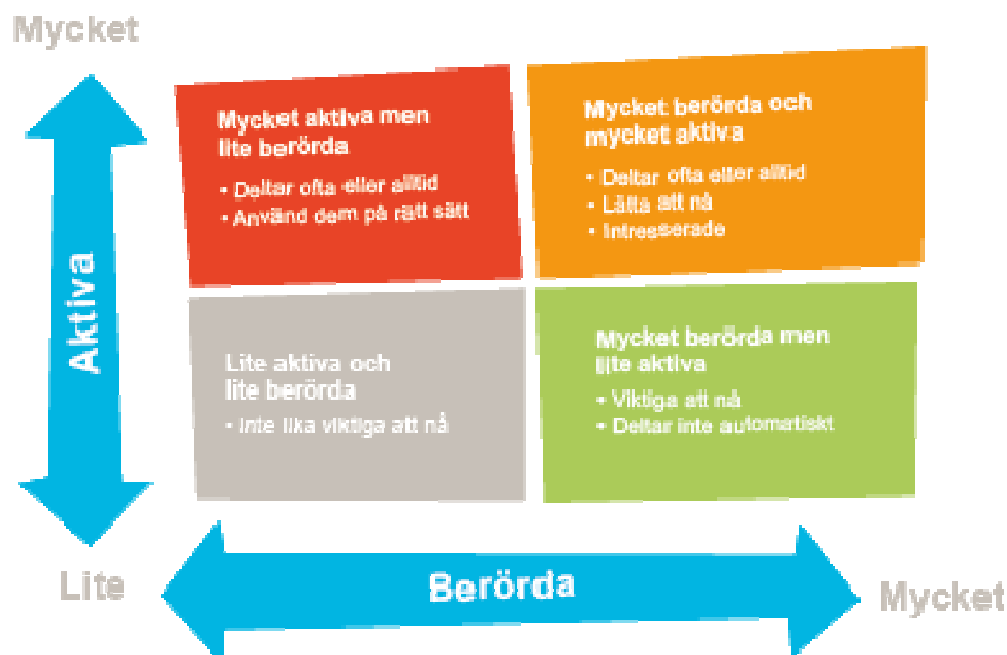 Mycket
Aktiva
Mycket aktiva men
lite berörda
• Deltar ofta eller alltid
• Använd dem på rätt sätt
Mycket berörda och
mycket aktiva
• Deltar ofta eller alltid
• Lätta att nå
• Intresserade
Lite aktiva och
lite berörda
• Inte lika viktiga att nå
Mycket berörda men
lite aktiva
• Viktiga att nå
• Deltar inte automatiskt
Lite
Berörda
Mycket